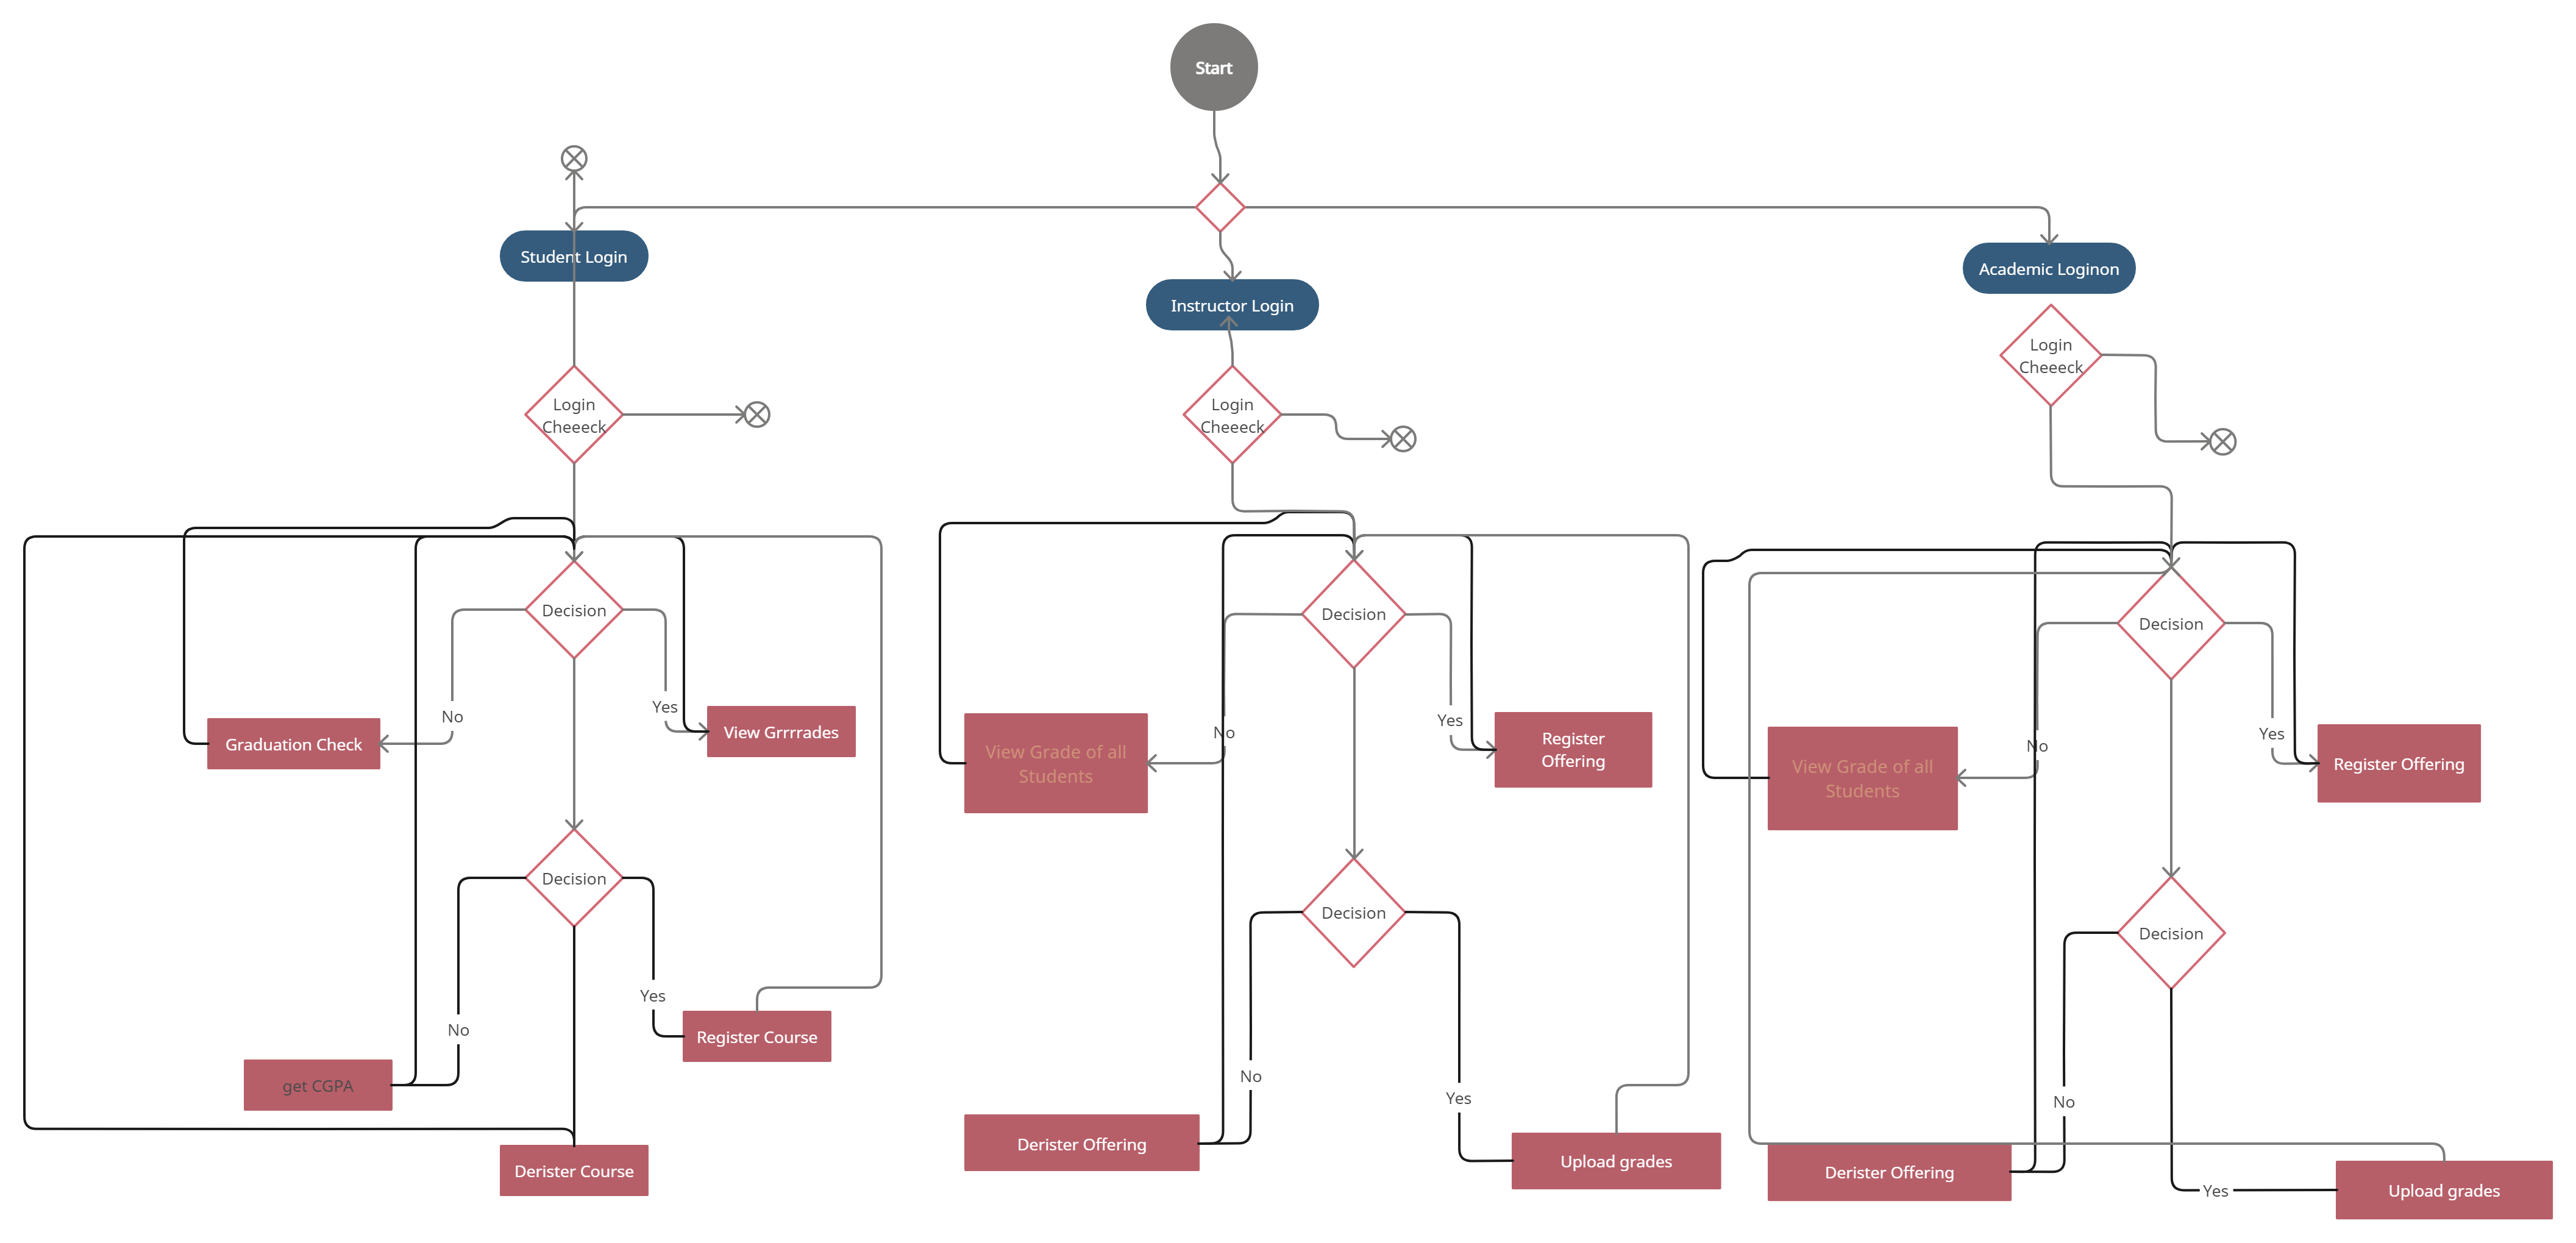 Start
Student Login
Instructor Login
Academic Loginon
Login
Cheeeck
Login
Cheeeck
Login
Cheeeck
Decision
Decision
Decision
No
Yes
Graduation Check
View Grrrrades
No
Yes
View Grade of all
Students
Register
Offering
No
Yes
View Grade of all
Students
Register Offering
Decision
Decision
Decision
No
Yes
get CGPA
Register Course
Derister Course
No
Yes
Derister Offering
Upload grades
No
Yes
Derister Offering
Upload grades